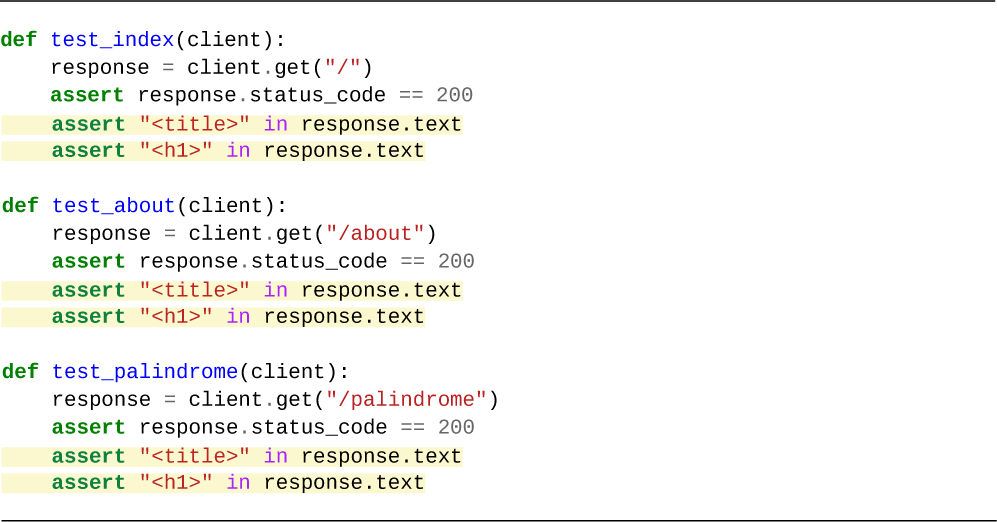 def test_index(client):
    response = client.get("/")
    assert response.status_code == 200
    assert "<title>" in response.text
    assert "<h1>" in response.text

def test_about(client):
    response = client.get("/about")
    assert response.status_code == 200
    assert "<title>" in response.text
    assert "<h1>" in response.text

def test_palindrome(client):
    response = client.get("/palindrome")
    assert response.status_code == 200
    assert "<title>" in response.text
    assert "<h1>" in response.text